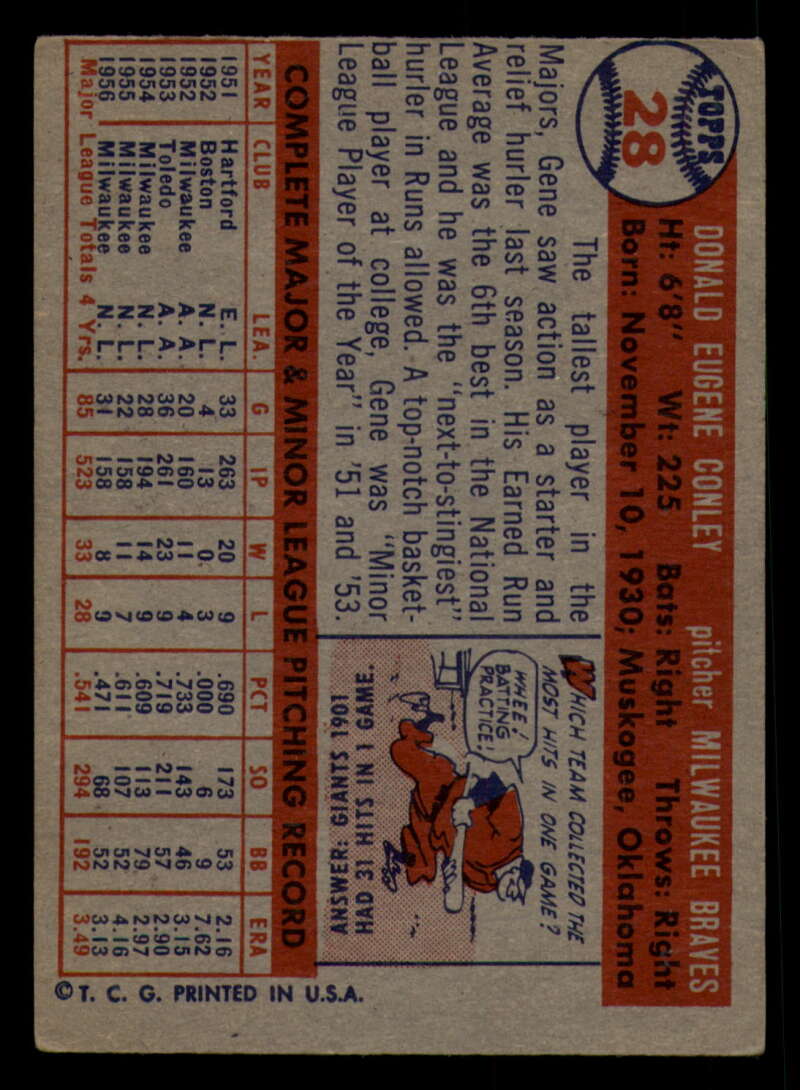 TOPPS
28
DONALD EUGENE CONLEY pitcher MILWAUKEE BRAVES
Ht: 6'8" Wt: 225 Bats: Right Throws: Right
Born: November 10, 1930; Muskogee, Oklahoma
The tallest player in the
Majors, Gene saw action as a starter and
relief hurler last season. His Earned Run
Average was the 6th best in the National
League and he was the "next-to-stingiest"
hurler in Runs allowed. A top-notch basket-
ball player at college, Gene was "Minor
League Player of the Year" in '51 and '53.
WHICH TEAM COLLECTED THE
MOST HITS IN ONE GAME?
WHEE!
BATTING
PRACTICE!
ANSWER: GIANTS 1901
HAD 31 HITS IN 1 GAME.
COMPLETE MAJOR & MINOR LEAGUE PITCHING RECORD
YEAR CLUB LEA. G IP W L PCT SO BB ERA
1951 Hartford E. L. 33 263 20 9 .690 173 53 2.16
1952 Boston N. L. 4 13 0 3 .000 6 9 7.62
1952 Milwaukee A. A. 20 160 11 4 .733 143 46 3.15
1953 Toledo A. A. 36 261 23 9 .719 211 57 2.90
1954 Milwaukee N. L. 28 194 14 9 .609 113 79 2.97
1955 Milwaukee N. L. 22 158 11 7 .611 107 52 4.16
1956 Milwaukee N. L. 31 158 8 9 .471 68 52 3.13
Major League Totals 4 Yrs. 85 523 33 28 .541 294 192 3.49
© T. C. G. PRINTED IN U.S.A.